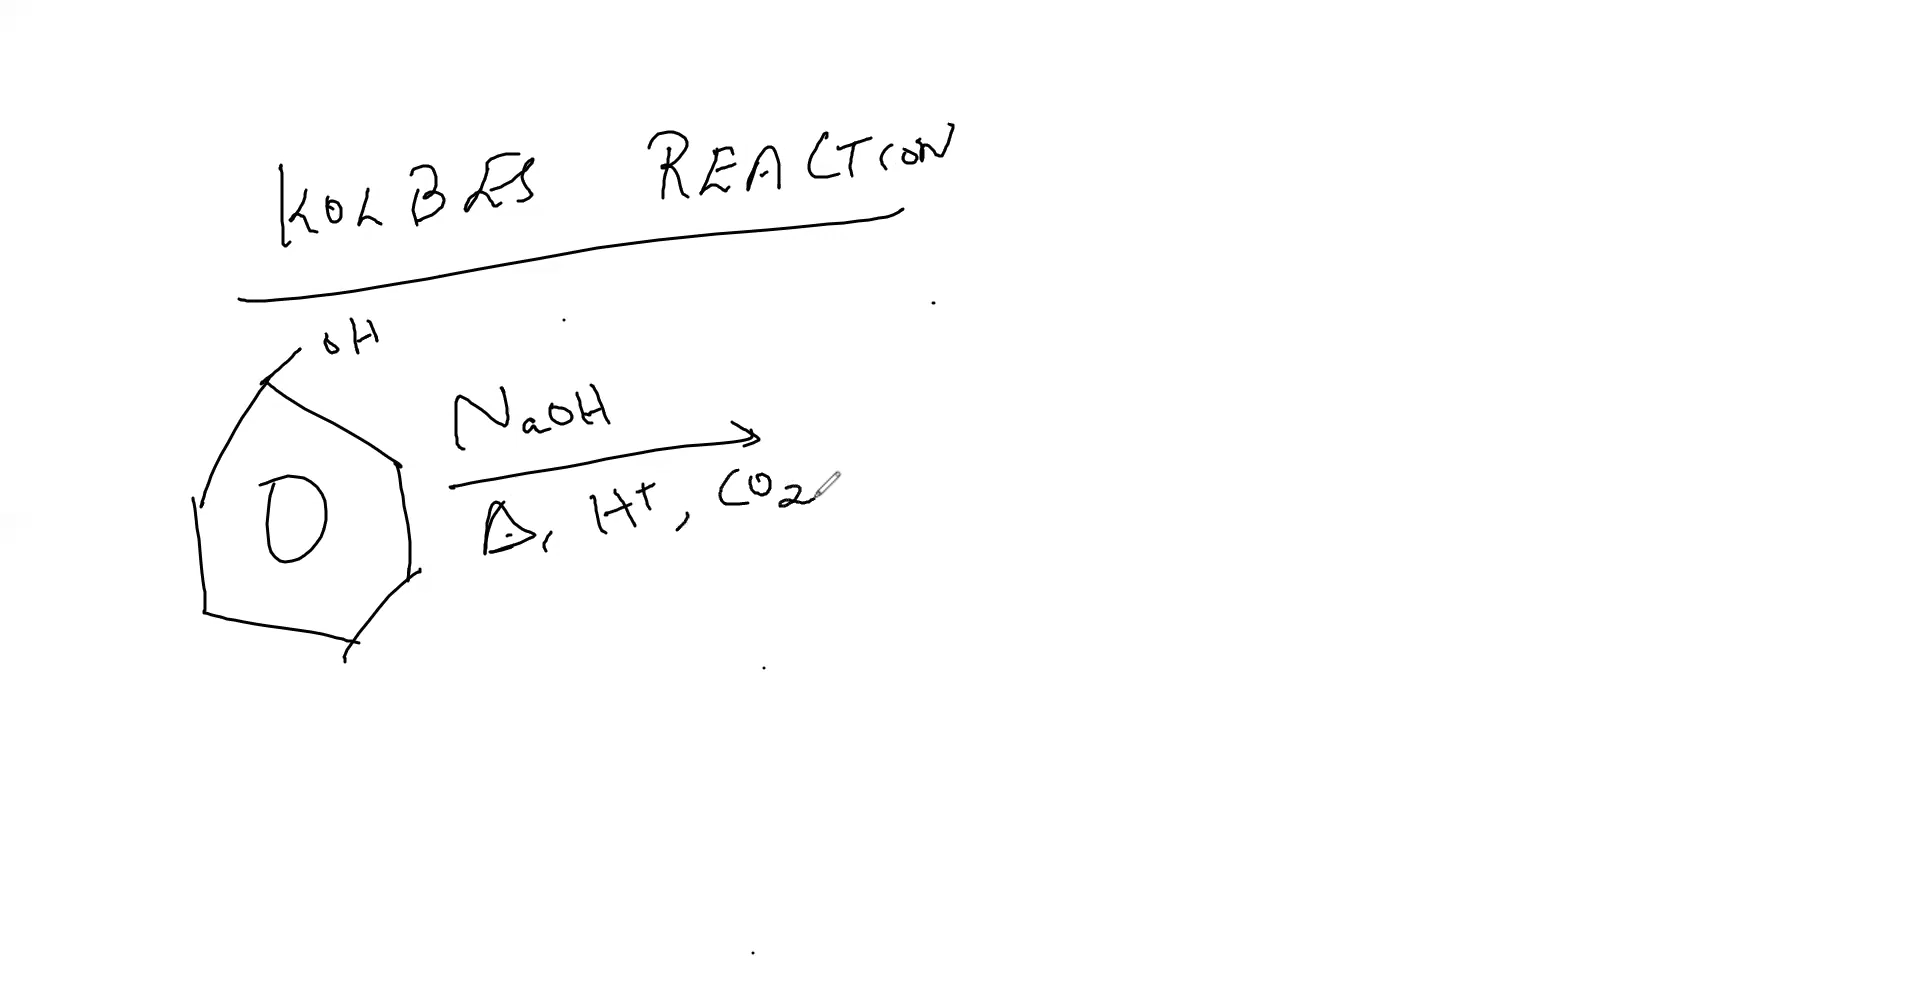 KOLBES REACTION
OH
NaOH
Δ, H+, CO2